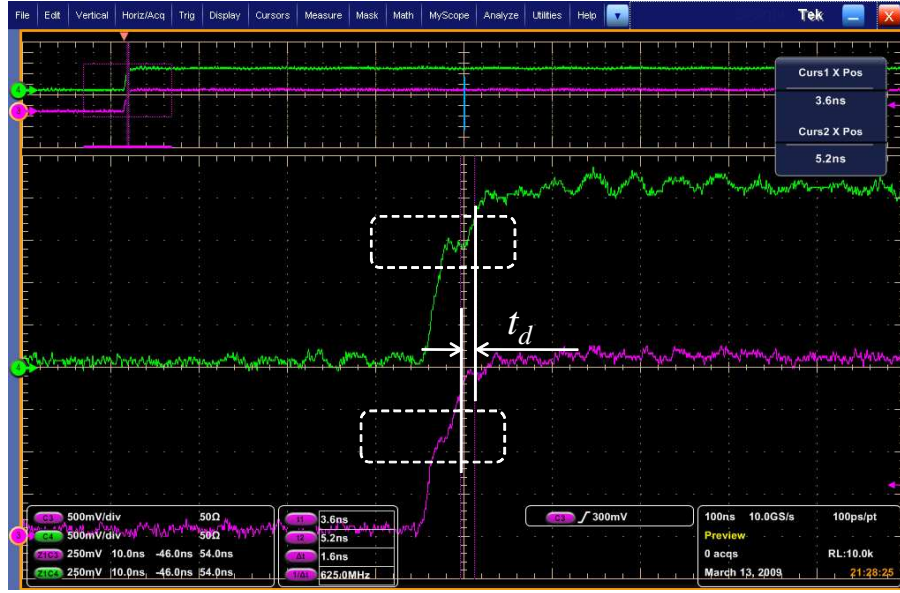 File Edit Vertical Horiz/Acq Trig Display Cursors Measure Mask Math MyScope Analyze Utilities Help Tek X
4
3
Curs1 X Pos
3.6ns
Curs2 X Pos
5.2ns
t_d
4
3
C3 500mV/div 50Ω
C4 500mV/div 50Ω
Z1C3 250mV 10.0ns -46.0ns 54.0ns
Z1C4 250mV 10.0ns -46.0ns 54.0ns
t1 3.6ns
t2 5.2ns
Δt 1.6ns
1/Δt 625.0MHz
C3 300mV
100ns 10.0GS/s 100ps/pt
Preview
0 acqs RL:10.0k
March 13, 2009 21:28:25